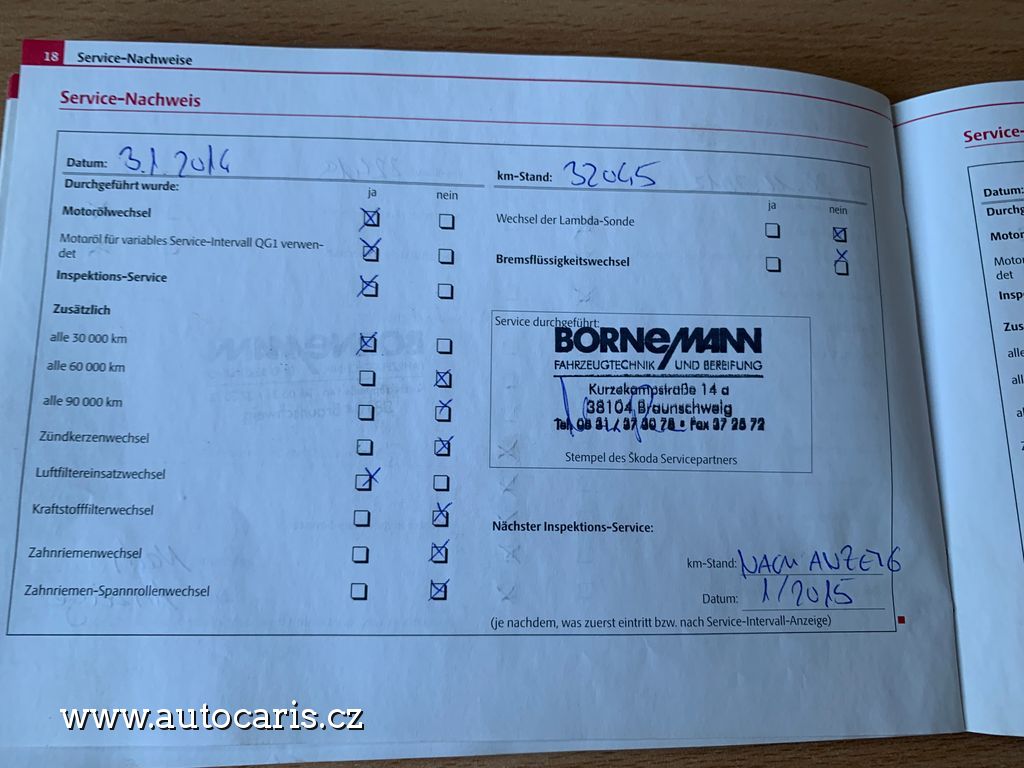 18 Service-Nachweise
Service-Nachweis
Datum: 3.1.2014
km-Stand: 32045
Durchgeführt wurde:
ja nein
ja nein
Motorölwechsel
Motoröl für variables Service-Intervall QG1 verwen-
det
Inspektions-Service
Zusätzlich
alle 30 000 km
alle 60 000 km
alle 90 000 km
Zündkerzenwechsel
Luftfiltereinsatzwechsel
Kraftstofffilterwechsel
Zahnriemenwechsel
Zahnriemen-Spannrollenwechsel
Wechsel der Lambda-Sonde
Bremsflüssigkeitswechsel
Service durchgeführt:
BORNEMANN
FAHRZEUGTECHNIK UND BEREIFUNG
Kurzekampstraße 14 a
38104 Braunschweig
Stempel des Škoda Servicepartners
Nächster Inspektions-Service:
km-Stand: NACH ANZEIG
Datum: 1/2015
(je nachdem, was zuerst eintritt bzw. nach Service-Intervall-Anzeige)
Service-
Datum:
Durchg
Motor
Motor
det
Insp
Zus
alle
www.autocaris.cz